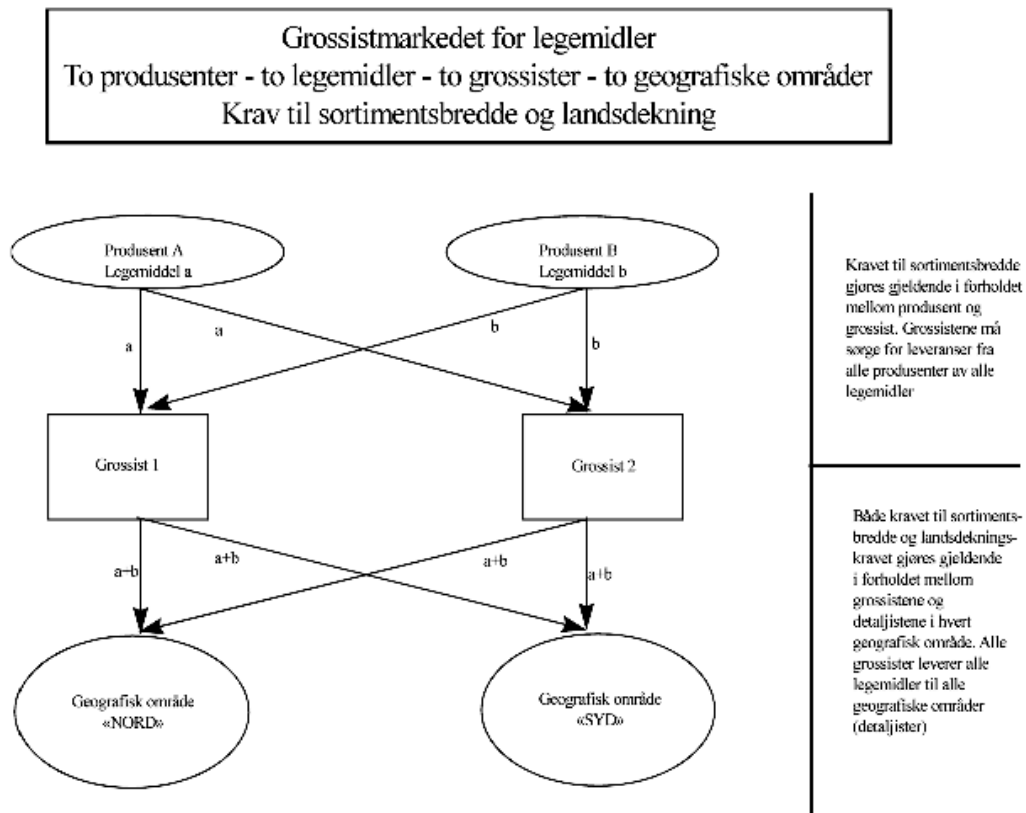 Grossistmarkedet for legemidler
To produsenter - to legemidler - to grossister - to geografiske områder
Krav til sortimentsbredde og landsdekning
Produsent A
Legemiddel a
Produsent B
Legemiddel b
Kravet til sortimentsbredde
gjøres gjeldende i forholdet
mellom produsent og
grossist. Grossistene må
sørge for leveranser fra
alle produsenter av alle
legemidler
a
a
b
b
Grossist 1
Grossist 2
a+b
a+b
a+b
a+b
Både kravet til sortiments-
bredde og landsdeknings-
kravet gjøres gjeldende
i forholdet mellom
grossistene og
detaljistene i hvert
geografisk område. Alle
grossister leverer alle
legemidler til alle
geografiske områder
(detaljister)
Geografisk område
«NORD»
Geografisk område
«SYD»